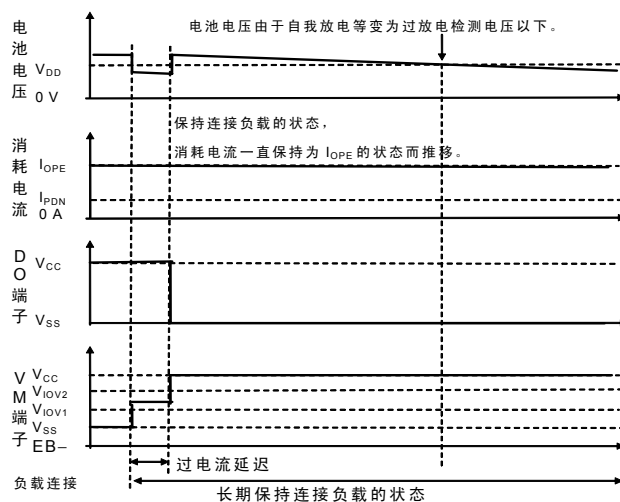 电池电压由于自我放电等变为过放电检测电压以下。
电池电压
VDD
0 V
保持连接负载的状态，
消耗电流一直保持为 IOPE 的状态而推移。
消耗电流
IOPE
IPDN
0 A
DO端子
VCC
VSS
VM端子
VCC
VIOV2
VIOV1
VSS
EB−
过电流延迟
负载连接
长期保持连接负载的状态